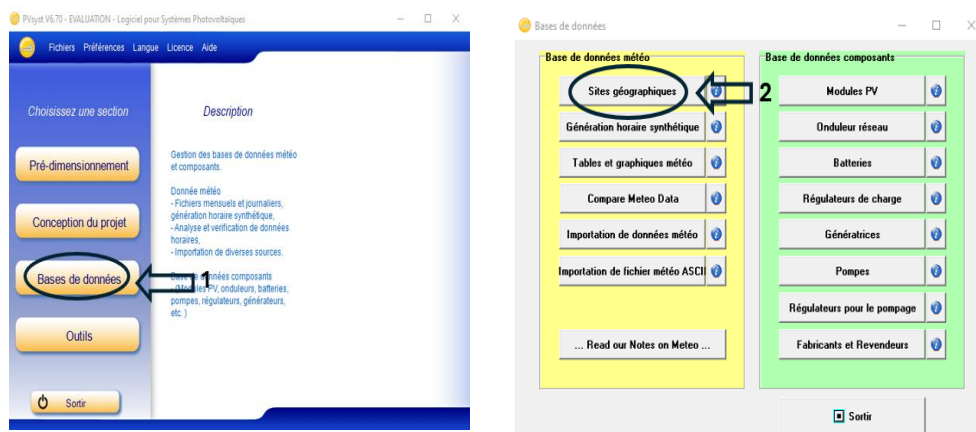 PVsyst V6.70 - EVALUATION - Logiciel pour Systèmes Photovoltaïques
Fichiers Préférences Langue Licence Aide
Choisissez une section
Description
Pré-dimensionnement
Conception du projet
Bases de données
Outils
Sortir
Gestion des bases de données météo
et composants.
Donnée météo
- Fichiers mensuels et journaliers,
génération horaire synthétique,
- Analyse et verification de données
horaires,
- Importation de diverses sources.
Base de données composants
- (Modules PV, onduleurs, batteries,
pompes, régulateurs, générateurs,
etc. )
1
Bases de données
Base de données météo
Sites géographiques
Génération horaire synthétique
Tables et graphiques météo
Compare Meteo Data
Importation de données météo
Importation de fichier météo ASCII
... Read our Notes on Meteo ...
2
Base de données composants
Modules PV
Onduleur réseau
Batteries
Régulateurs de charge
Génératrices
Pompes
Régulateurs pour le pompage
Fabricants et Revendeurs
Sortir